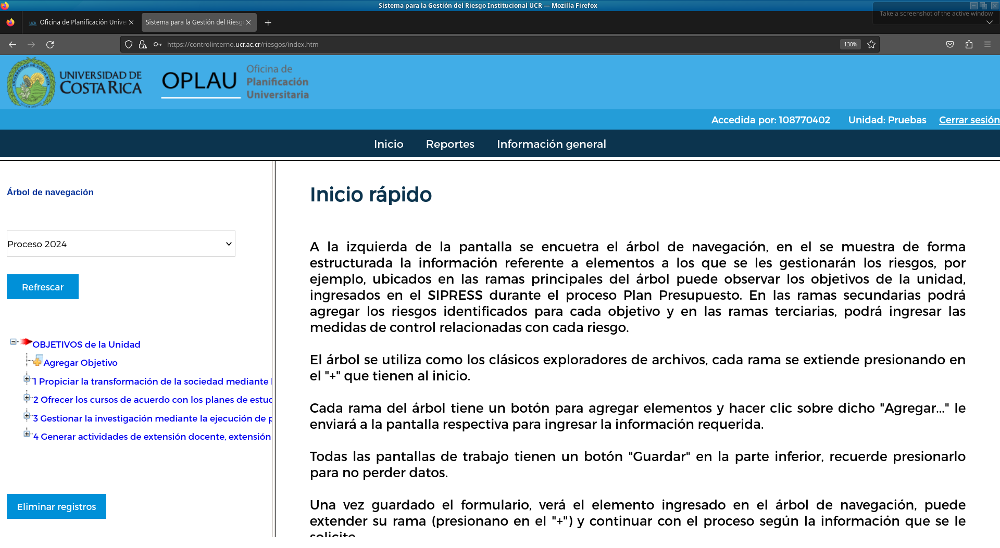 Sistema para la Gestión del Riesgo Institucional UCR — Mozilla Firefox
Take a screenshot of the active window
UCR Oficina de Planificación Unive
Sistema para la Gestión del Riesg
https://controlinterno.ucr.ac.cr/riesgos/index.htm
130%
UNIVERSIDAD DE
COSTA RICA
OPLAU
Oficina de
Planificación
Universitaria
Accedida por: 108770402 Unidad: Pruebas Cerrar sesión
Inicio Reportes Información general
Árbol de navegación
Proceso 2024
Refrescar
OBJETIVOS de la Unidad
Agregar Objetivo
1 Propiciar la transformación de la sociedad mediante
2 Ofrecer los cursos de acuerdo con los planes de estud
3 Gestionar la investigación mediante la ejecución de p
4 Generar actividades de extensión docente, extensión
Eliminar registros
Inicio rápido
A la izquierda de la pantalla se encuetra el árbol de navegación, en el se muestra de forma
estructurada la información referente a elementos a los que se les gestionarán los riesgos, por
ejemplo, ubicados en las ramas principales del árbol puede observar los objetivos de la unidad,
ingresados en el SIPRESS durante el proceso Plan Presupuesto. En las ramas secundarias podrá
agregar los riesgos identificados para cada objetivo y en las ramas terciarias, podrá ingresar las
medidas de control relacionadas con cada riesgo.
El árbol se utiliza como los clásicos exploradores de archivos, cada rama se extiende presionando en
el "+" que tienen al inicio.
Cada rama del árbol tiene un botón para agregar elementos y hacer clic sobre dicho "Agregar..." le
enviará a la pantalla respectiva para ingresar la información requerida.
Todas las pantallas de trabajo tienen un botón "Guardar" en la parte inferior, recuerde presionarlo
para no perder datos.
Una vez guardado el formulario, verá el elemento ingresado en el árbol de navegación, puede
extender su rama (presionano en el "+") y continuar con el proceso según la información que se le
solicite